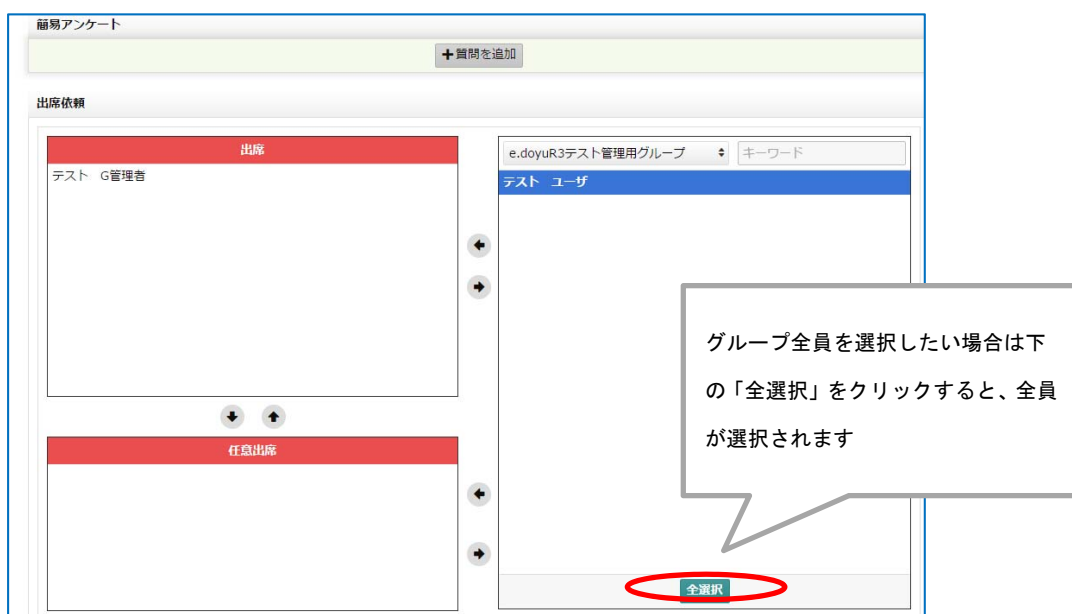 簡易アンケート
+質問を追加
出席依頼
出席
テスト G管理者
任意出席
e.doyuR3テスト管理用グループ
キーワード
テスト ユーザ
グループ全員を選択したい場合は下
の「全選択」をクリックすると、全員
が選択されます
全選択